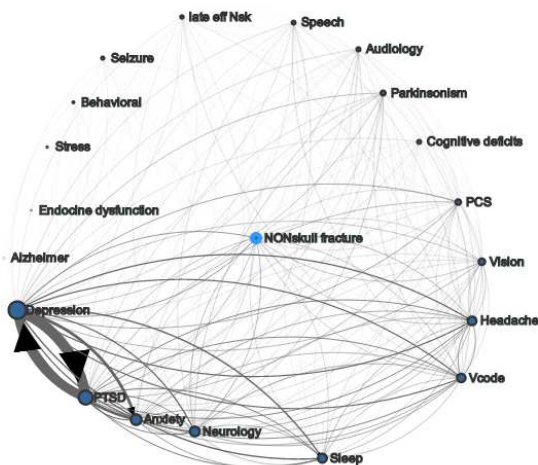 late eff Nsk
Speech
Audiology
Seizure
Parkinsonism
Behavioral
Cognitive deficits
Stress
PCS
Endocrine dysfunction
NONskull fracture
Alzheimer
Vision
Depression
Headache
Vcode
PTSD
Anxiety
Neurology
Sleep